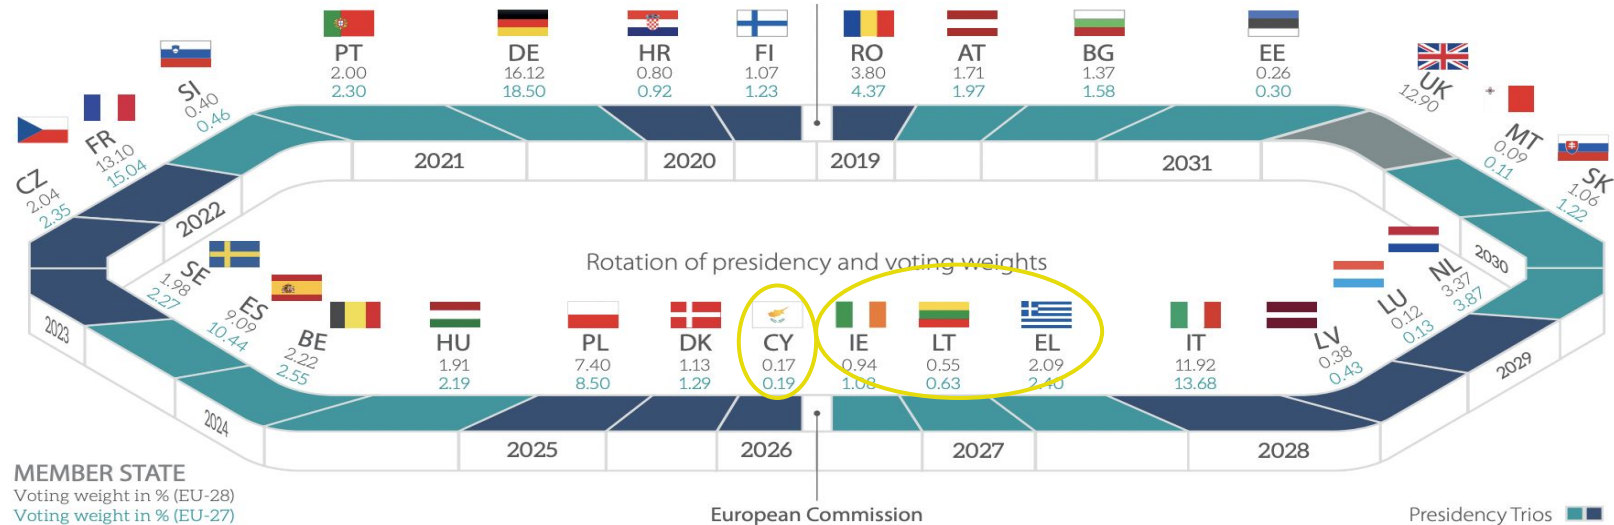 PT
2.00
2.30
DE
16.12
18.50
HR
0.80
0.92
FI
1.07
1.23
RO
3.80
4.37
AT
1.71
1.97
BG
1.37
1.58
EE
0.26
0.30
UK
12.90
MT
0.09
0.11
SK
1.06
1.22
SI
0.40
0.46
FR
13.10
15.04
CZ
2.04
2.35
2021
2020
2019
2031
2022
2030
2023
2029
2024
Rotation of presidency and voting weights
SE
1.98
2.27
ES
9.09
10.44
BE
2.22
2.55
HU
1.91
2.19
PL
7.40
8.50
DK
1.13
1.29
CY
0.17
0.19
IE
0.94
1.08
LT
0.55
0.63
EL
2.09
2.40
IT
11.92
13.68
LV
0.38
0.43
LU
0.12
0.13
NL
3.37
3.87
2025
2026
2027
2028
MEMBER STATE
Voting weight in % (EU-28)
Voting weight in % (EU-27)
European Commission
Presidency Trios